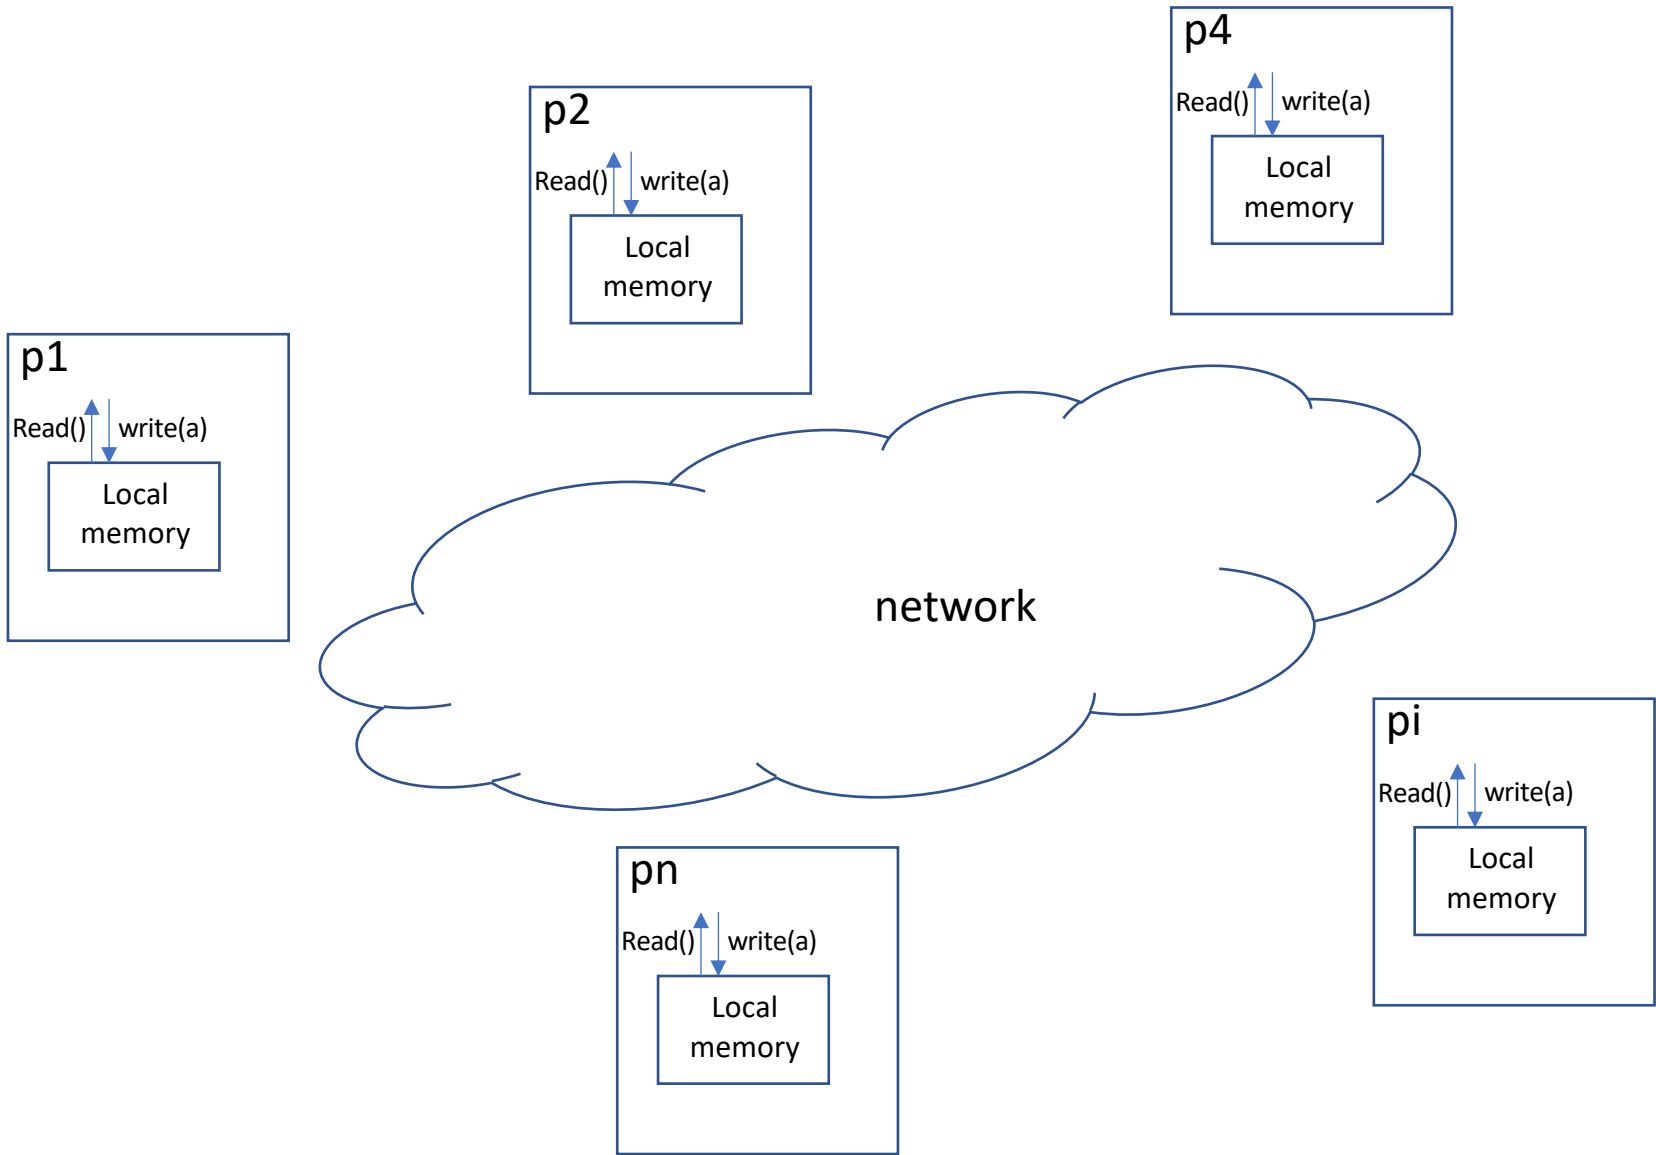 p4
Read() write(a)
Local
memory
p2
Read() write(a)
Local
memory
p1
Read() write(a)
Local
memory
network
pi
Read() write(a)
Local
memory
pn
Read() write(a)
Local
memory